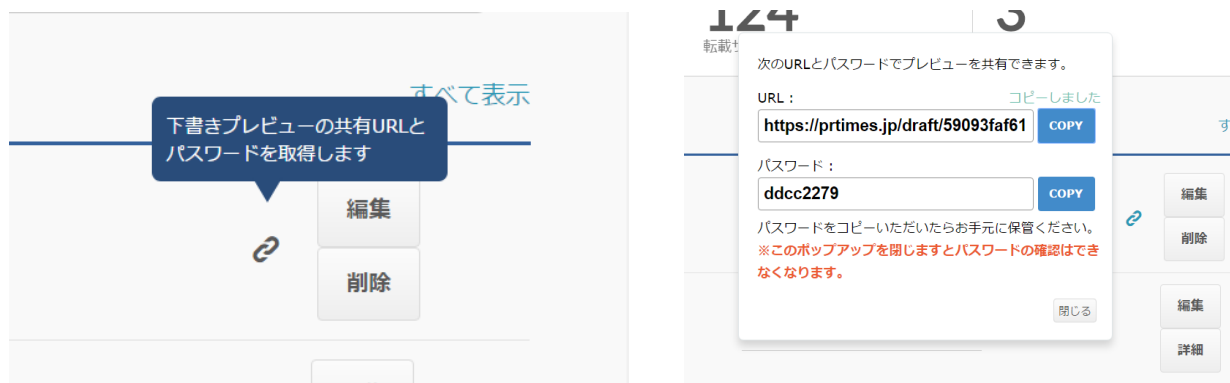 すべて表示
下書きプレビューの共有URLと
パスワードを取得します
編集
削除
124
3
転載サ
次のURLとパスワードでプレビューを共有できます。
URL：
コピーしました
https://prtimes.jp/draft/59093faf61
COPY
す
パスワード：
ddcc2279
COPY
パスワードをコピーいただいたらお手元に保管ください。
※このポップアップを閉じますとパスワードの確認はでき
なくなります。
閉じる
編集
削除
編集
詳細